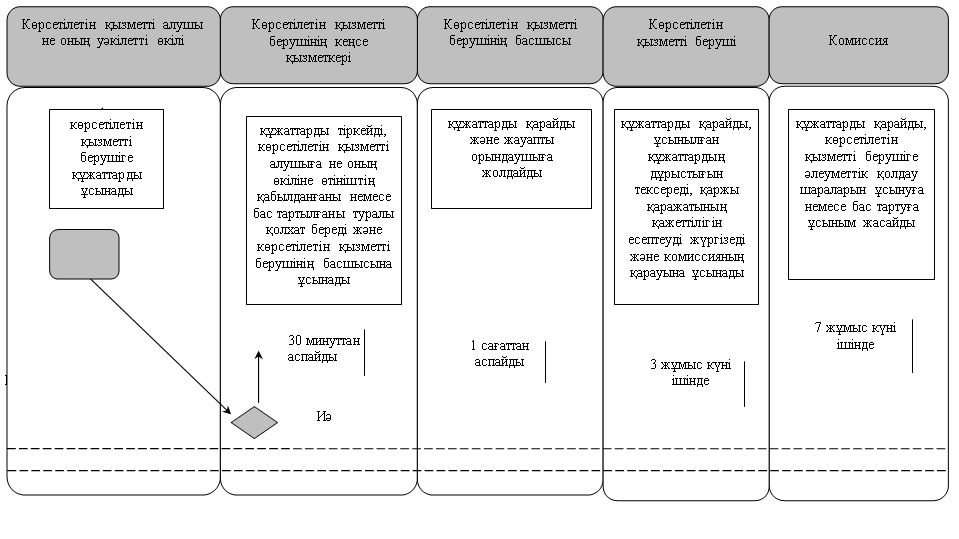 Көрсетілетін қызметті алушы
не оның уәкілетті өкілі
Көрсетілетін қызметті
берушінің кеңсе
қызметкері
Көрсетілетін қызметті
берушінің басшысы
Көрсетілетін
қызметті беруші
Комиссия
көрсетілетін
қызметті
берушіге
құжаттарды
ұсынады
құжаттарды тіркейді,
көрсетілетін қызметті
алушыға не оның
өкіліне өтініштің
қабылданғаны немесе
бас тартылғаны туралы
қолхат береді және
көрсетілетін қызметті
берушінің басшысына
ұсынады
құжаттарды қарайды
және жауапты
орындаушыға
жолдайды
құжаттарды қарайды,
ұсынылған
құжаттардың
дұрыстығын
тексереді, қаржы
қаражатының
қажеттілігін
есептеуді жүргізеді
және комиссияның
қарауына ұсынады
құжаттарды қарайды,
көрсетілетін
қызметті берушіге
әлеуметтік қолдау
шараларын ұсынуға
немесе бас тартуға
ұсыным жасайды
30 минуттан
аспайды
1 сағаттан
аспайды
3 жұмыс күні
ішінде
7 жұмыс күні
ішінде
Иә